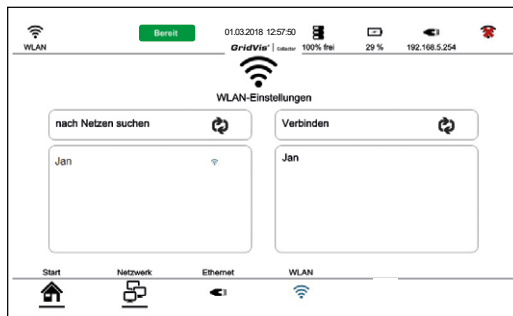 WLAN
Bereit
01.03.2018 12:57:50
GridVis® | Collector
100% frei
29 %
192.168.5.254
WLAN-Einstellungen
nach Netzen suchen
Verbinden
Jan
Jan
Start
Netzwerk
Ethernet
WLAN